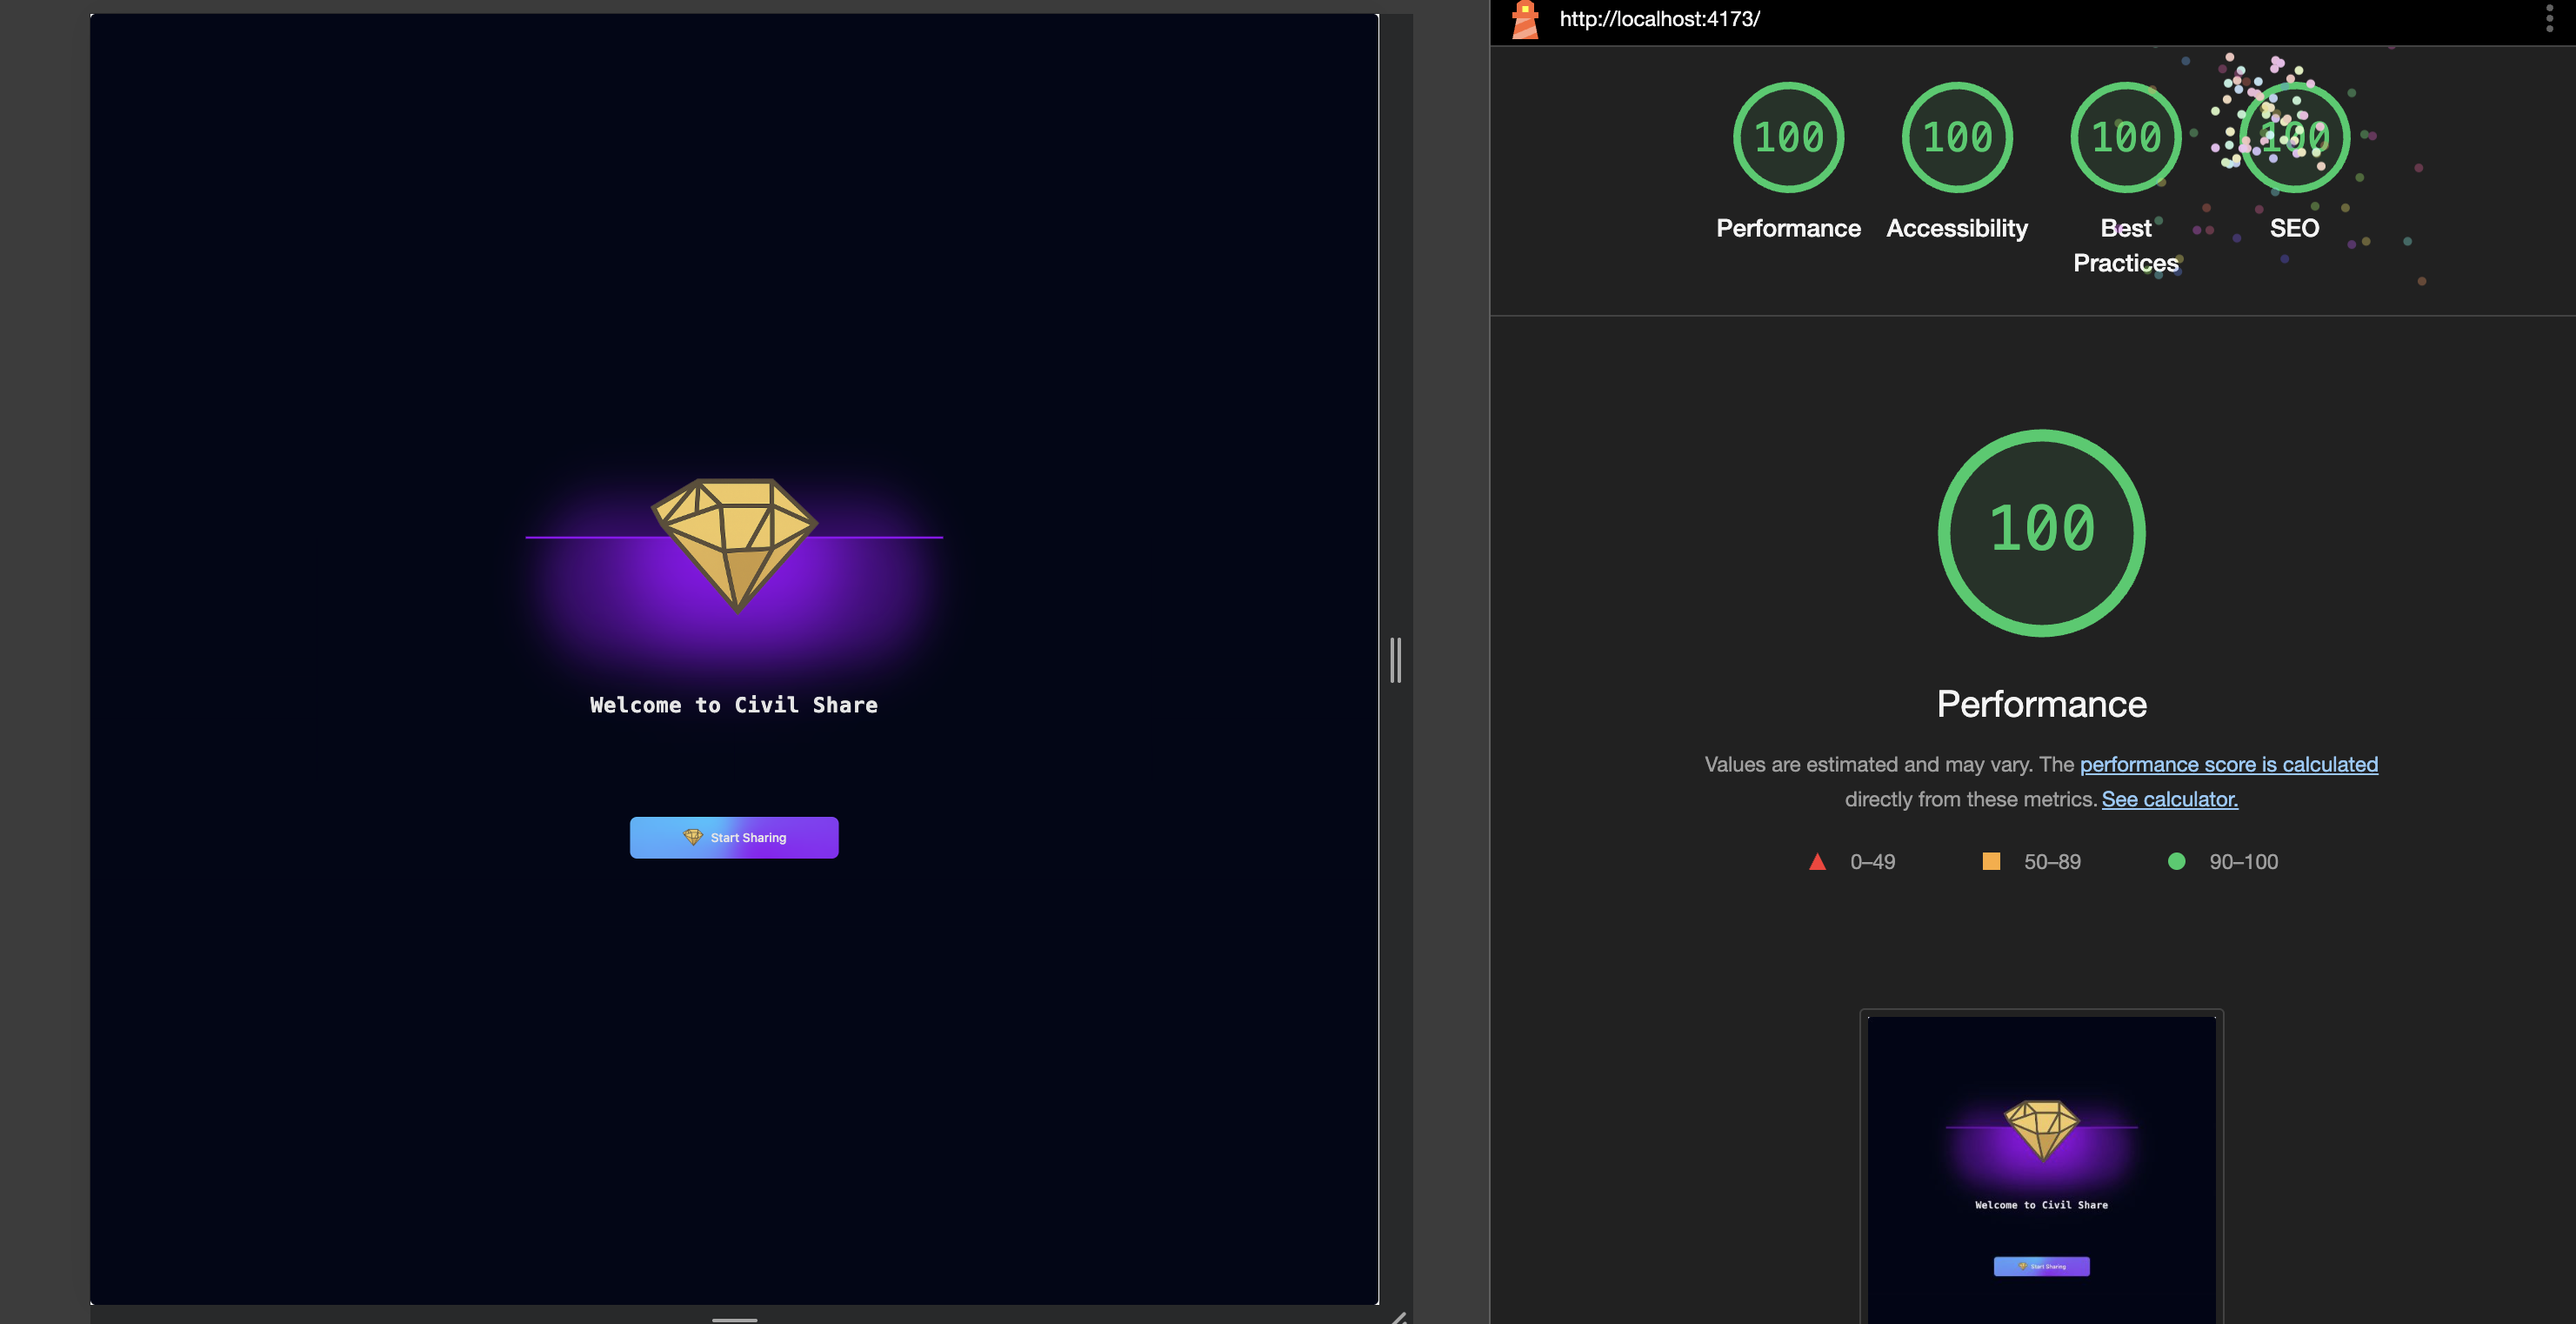 Welcome to Civil Share
Start Sharing
http://localhost:4173/
100
100
100
100
Performance
Accessibility
Best
Practices
SEO
100
Performance
Values are estimated and may vary. The performance score is calculated
directly from these metrics. See calculator.
0–49
50–89
90–100
Welcome to Civil Share
Start Sharing